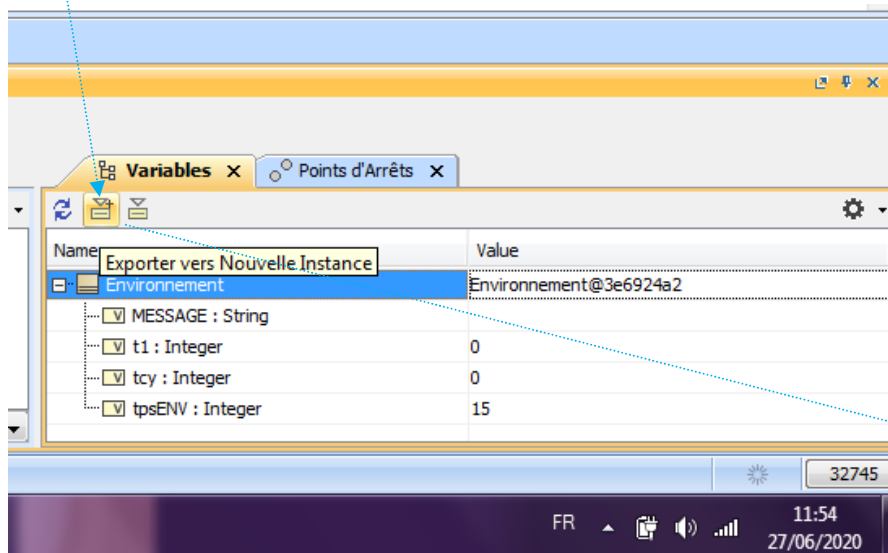 Variables X Points d'Arrêts X
Name Value
Exporter vers Nouvelle Instance
Environnement Environnement@3e6924a2
MESSAGE : String
t1 : Integer 0
tcy : Integer 0
tpsENV : Integer 15
32745
FR 11:54
27/06/2020